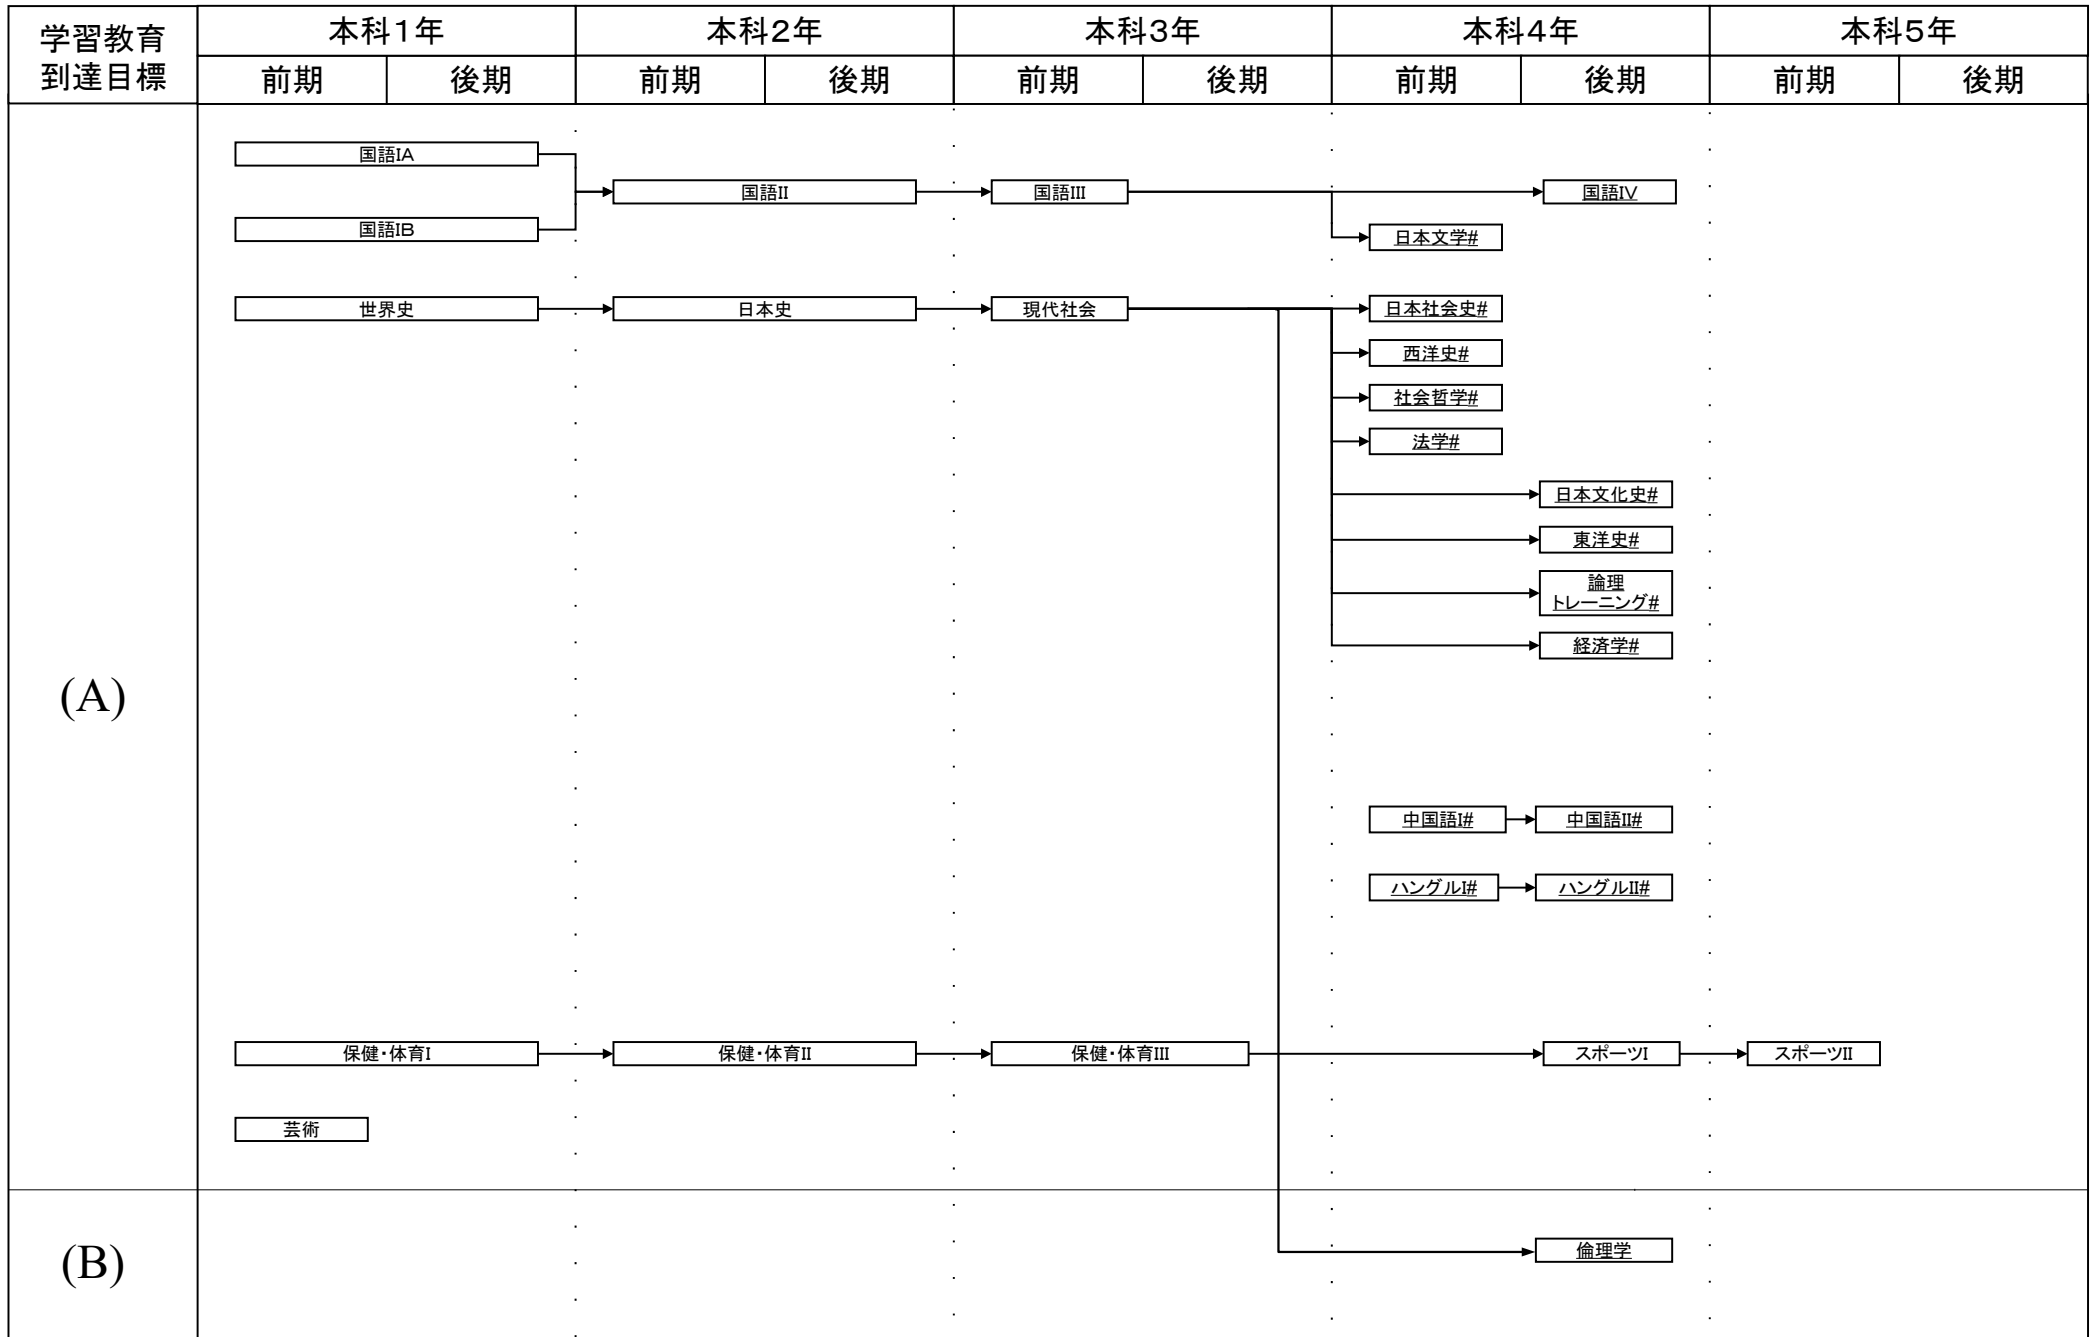 学習教育
到達目標
本科1年
本科2年
本科3年
本科4年
本科5年
前期
後期
前期
後期
前期
後期
前期
後期
前期
後期
(A)
国語IA
国語IB
国語II
国語III
国語IV
日本文学#
世界史
日本史
現代社会
日本社会史#
西洋史#
社会哲学#
法学#
日本文化史#
東洋史#
論理
トレーニング#
経済学#
中国語I#
中国語II#
ハングルI#
ハングルII#
保健・体育I
保健・体育II
保健・体育III
スポーツI
スポーツII
芸術
(B)
倫理学